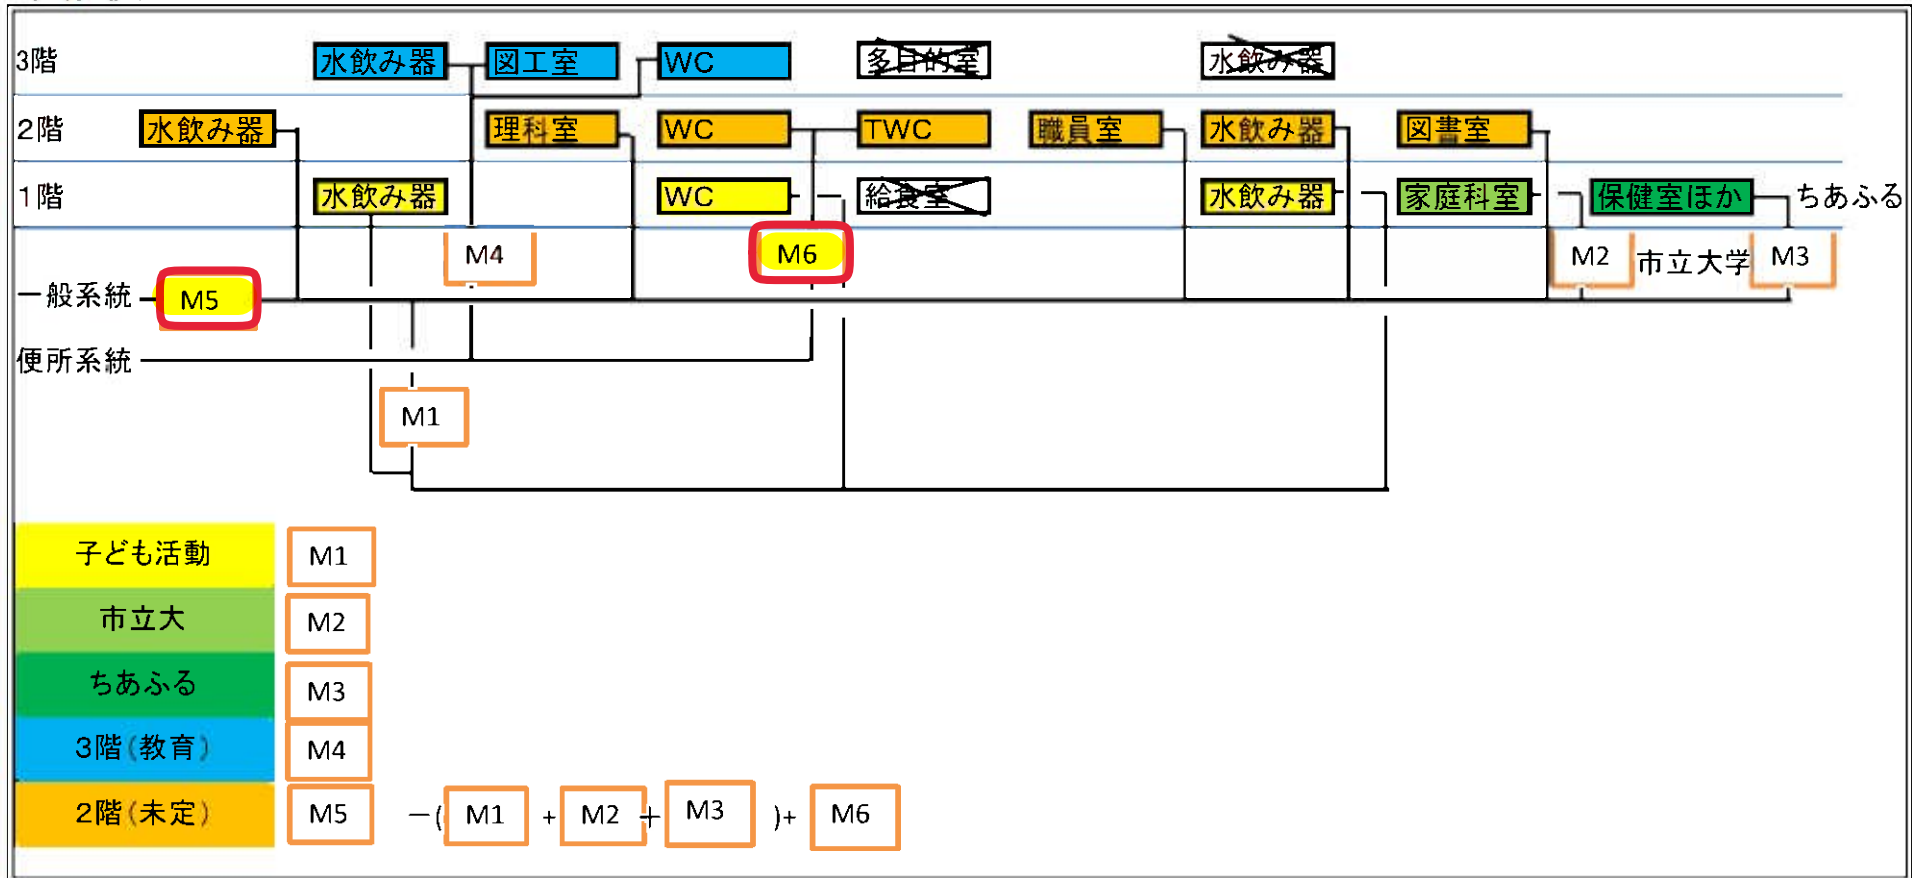 3階 水飲み器 図工室 WC 多目的室 水飲み器
2階 水飲み器 理科室 WC TWC 職員室 水飲み器 図書室
1階 水飲み器 WC 給食室 水飲み器 家庭科室 保健室ほか ちあふる
M4 M6 M2 市立大学 M3
一般系統 M5
便所系統
M1
子ども活動 M1
市立大 M2
ちあふる M3
3階(教育) M4
2階(未定) M5 －( M1 + M2 + M3 )+ M6